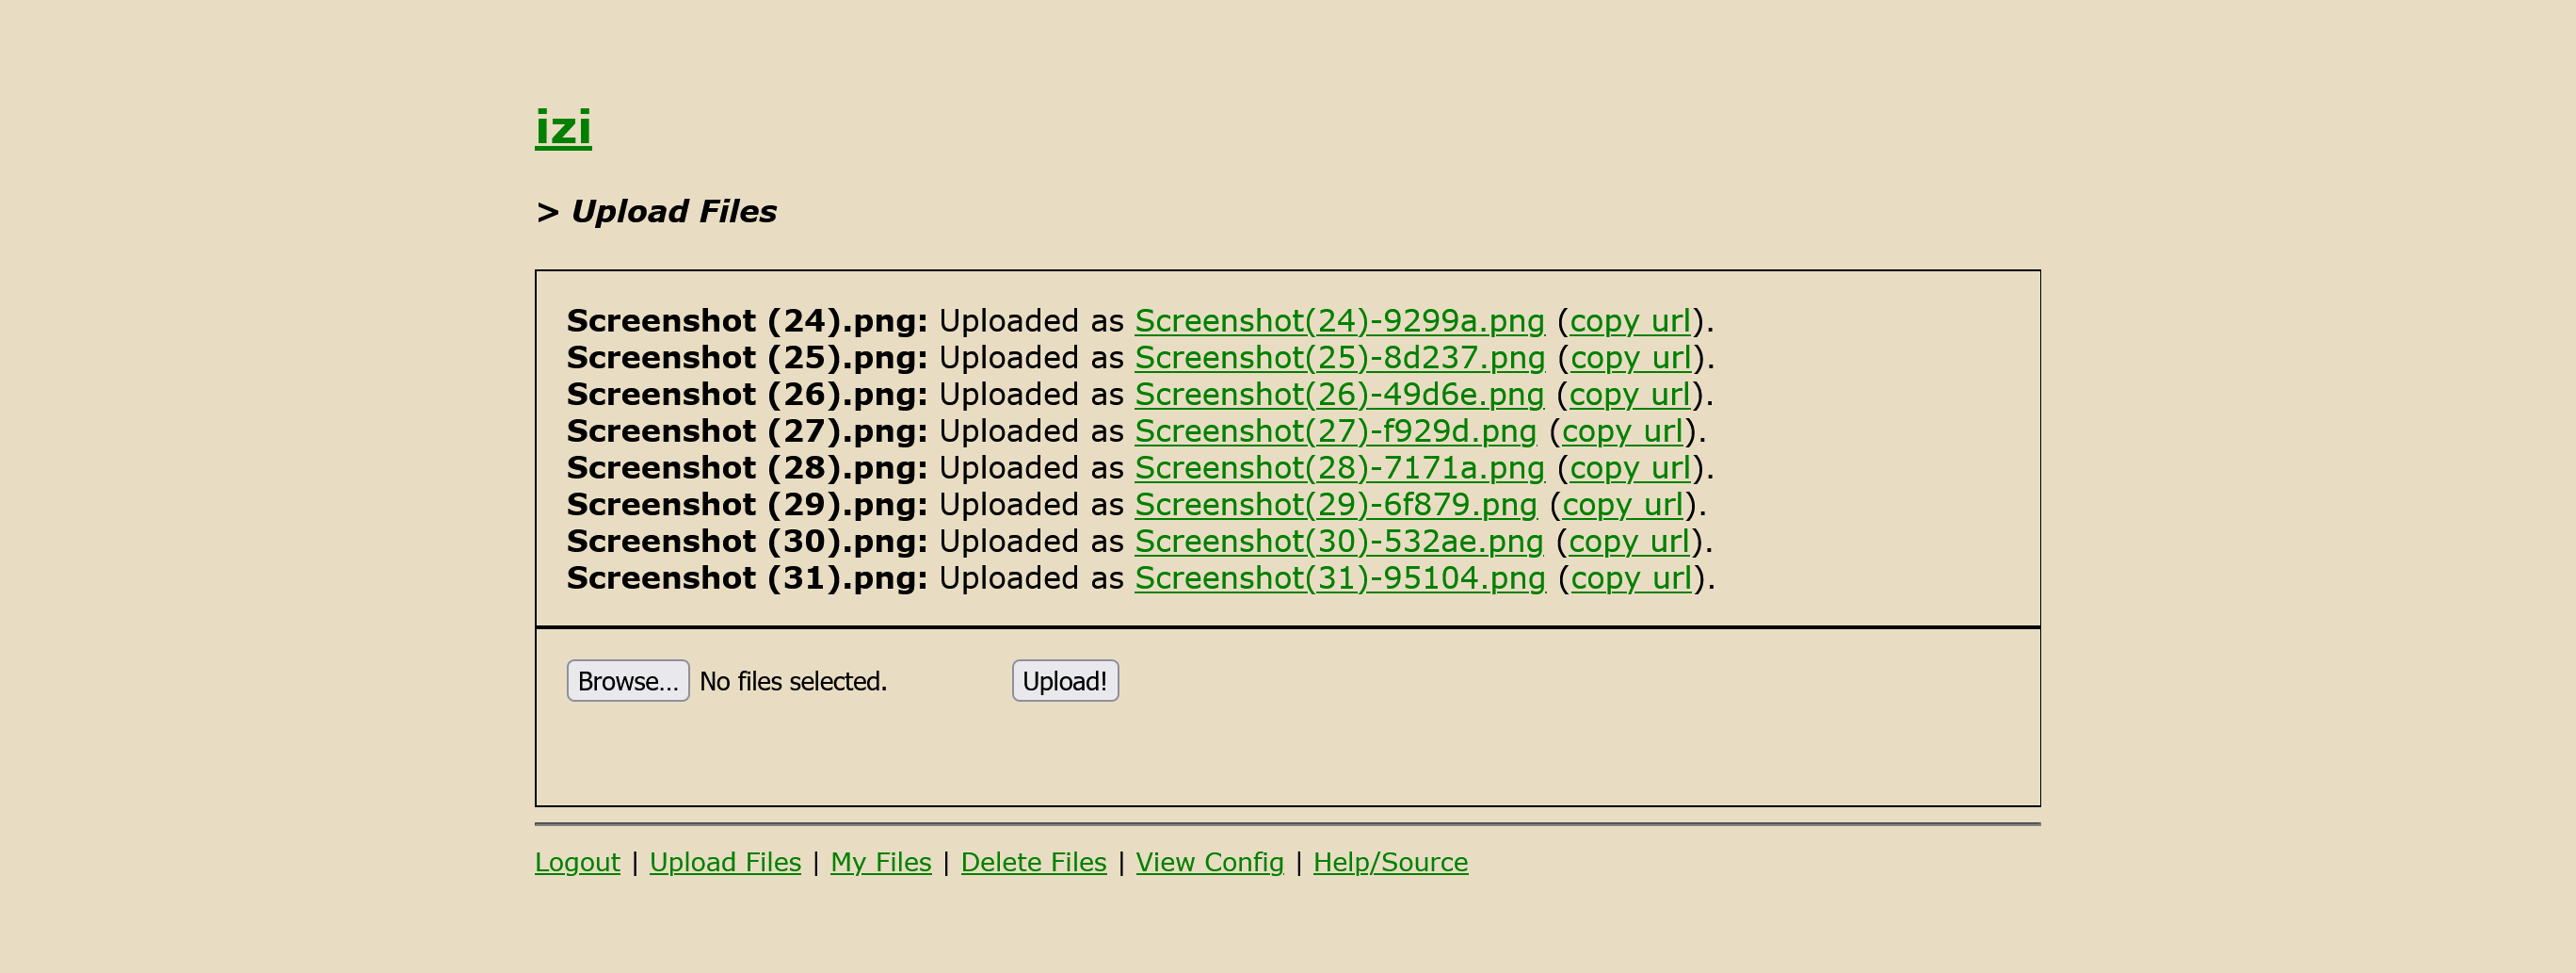 izi
> Upload Files
Screenshot (24).png: Uploaded as Screenshot(24)-9299a.png (copy url).
Screenshot (25).png: Uploaded as Screenshot(25)-8d237.png (copy url).
Screenshot (26).png: Uploaded as Screenshot(26)-49d6e.png (copy url).
Screenshot (27).png: Uploaded as Screenshot(27)-f929d.png (copy url).
Screenshot (28).png: Uploaded as Screenshot(28)-7171a.png (copy url).
Screenshot (29).png: Uploaded as Screenshot(29)-6f879.png (copy url).
Screenshot (30).png: Uploaded as Screenshot(30)-532ae.png (copy url).
Screenshot (31).png: Uploaded as Screenshot(31)-95104.png (copy url).
Browse... No files selected. Upload!
Logout | Upload Files | My Files | Delete Files | View Config | Help/Source